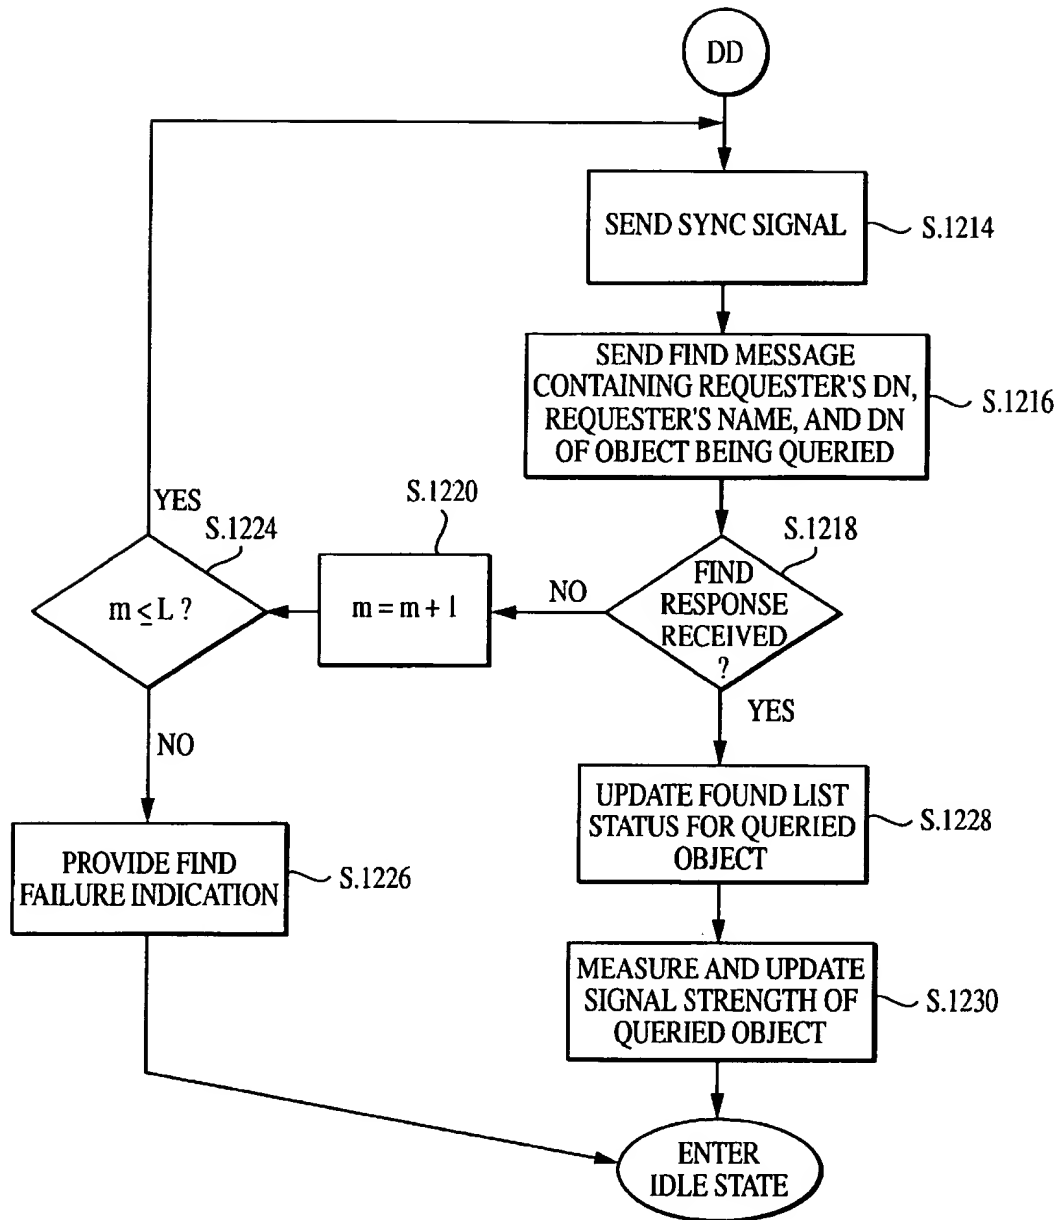 DD
SEND SYNC SIGNAL
S.1214
SEND FIND MESSAGE
CONTAINING REQUESTER'S DN,
REQUESTER'S NAME, AND DN
OF OBJECT BEING QUERIED
S.1216
YES
S.1224
m ≤ L ?
S.1220
m = m + 1
NO
S.1218
FIND
RESPONSE
RECEIVED
?
NO
YES
PROVIDE FIND
FAILURE INDICATION
S.1226
UPDATE FOUND LIST
STATUS FOR QUERIED
OBJECT
S.1228
MEASURE AND UPDATE
SIGNAL STRENGTH OF
QUERIED OBJECT
S.1230
ENTER
IDLE STATE